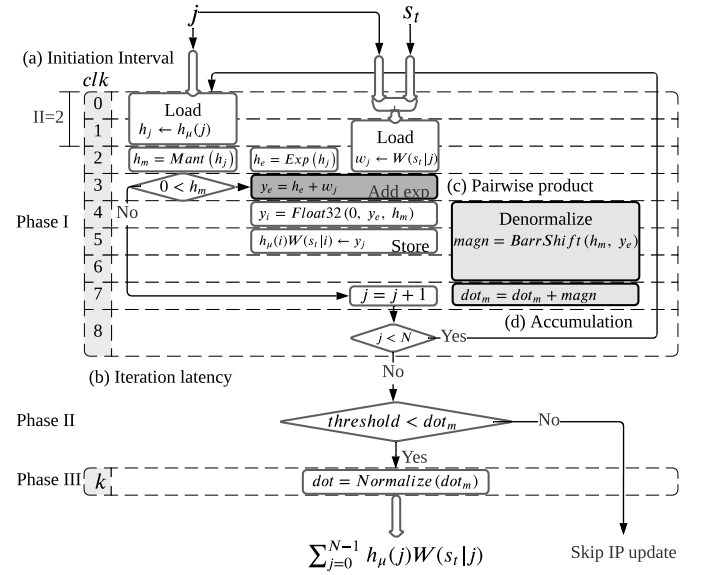 j
s_t
(a) Initiation Interval
clk
0
II=2
Load
h_j ← h_μ(j)
1
Load
w_j ← W(s_t|j)
2
h_m = Mant(h_j)
h_e = Exp(h_j)
3
0 < h_m
y_e = h_e + w_j
Add exp
(c) Pairwise product
No
Phase I
4
y_i = Float32(0, y_e, h_m)
Denormalize
magn = BarrShift(h_m, y_e)
5
h_μ(i)W(s_t|i) ← y_j
Store
6
7
j = j + 1
dot_m = dot_m + magn
(d) Accumulation
8
j < N
Yes
(b) Iteration latency
No
Phase II
threshold < dot_m
No
Yes
Phase III
k
dot = Normalize(dot_m)
∑_{j=0}^{N−1} h_μ(j)W(s_t|j)
Skip IP update